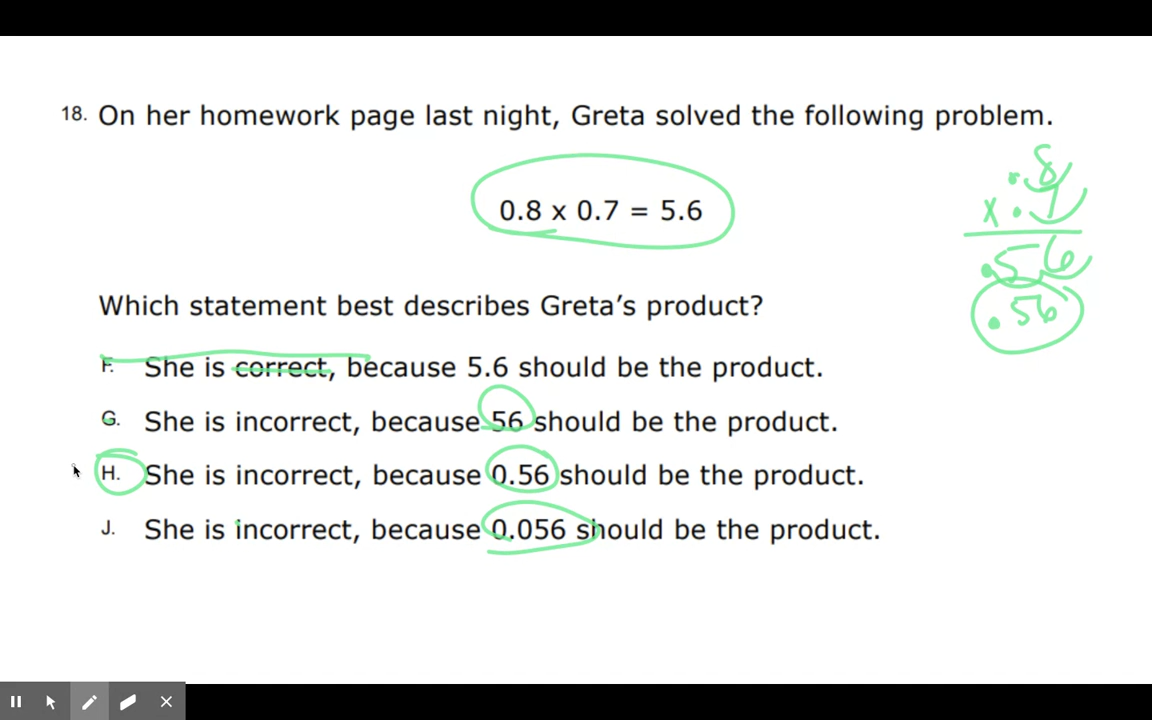 18. On her homework page last night, Greta solved the following problem.
.8
0.8 x 0.7 = 5.6
x .7
.56
Which statement best describes Greta's product?
.56
F. She is correct, because 5.6 should be the product.
G. She is incorrect, because 56 should be the product.
H. She is incorrect, because 0.56 should be the product.
J. She is incorrect, because 0.056 should be the product.